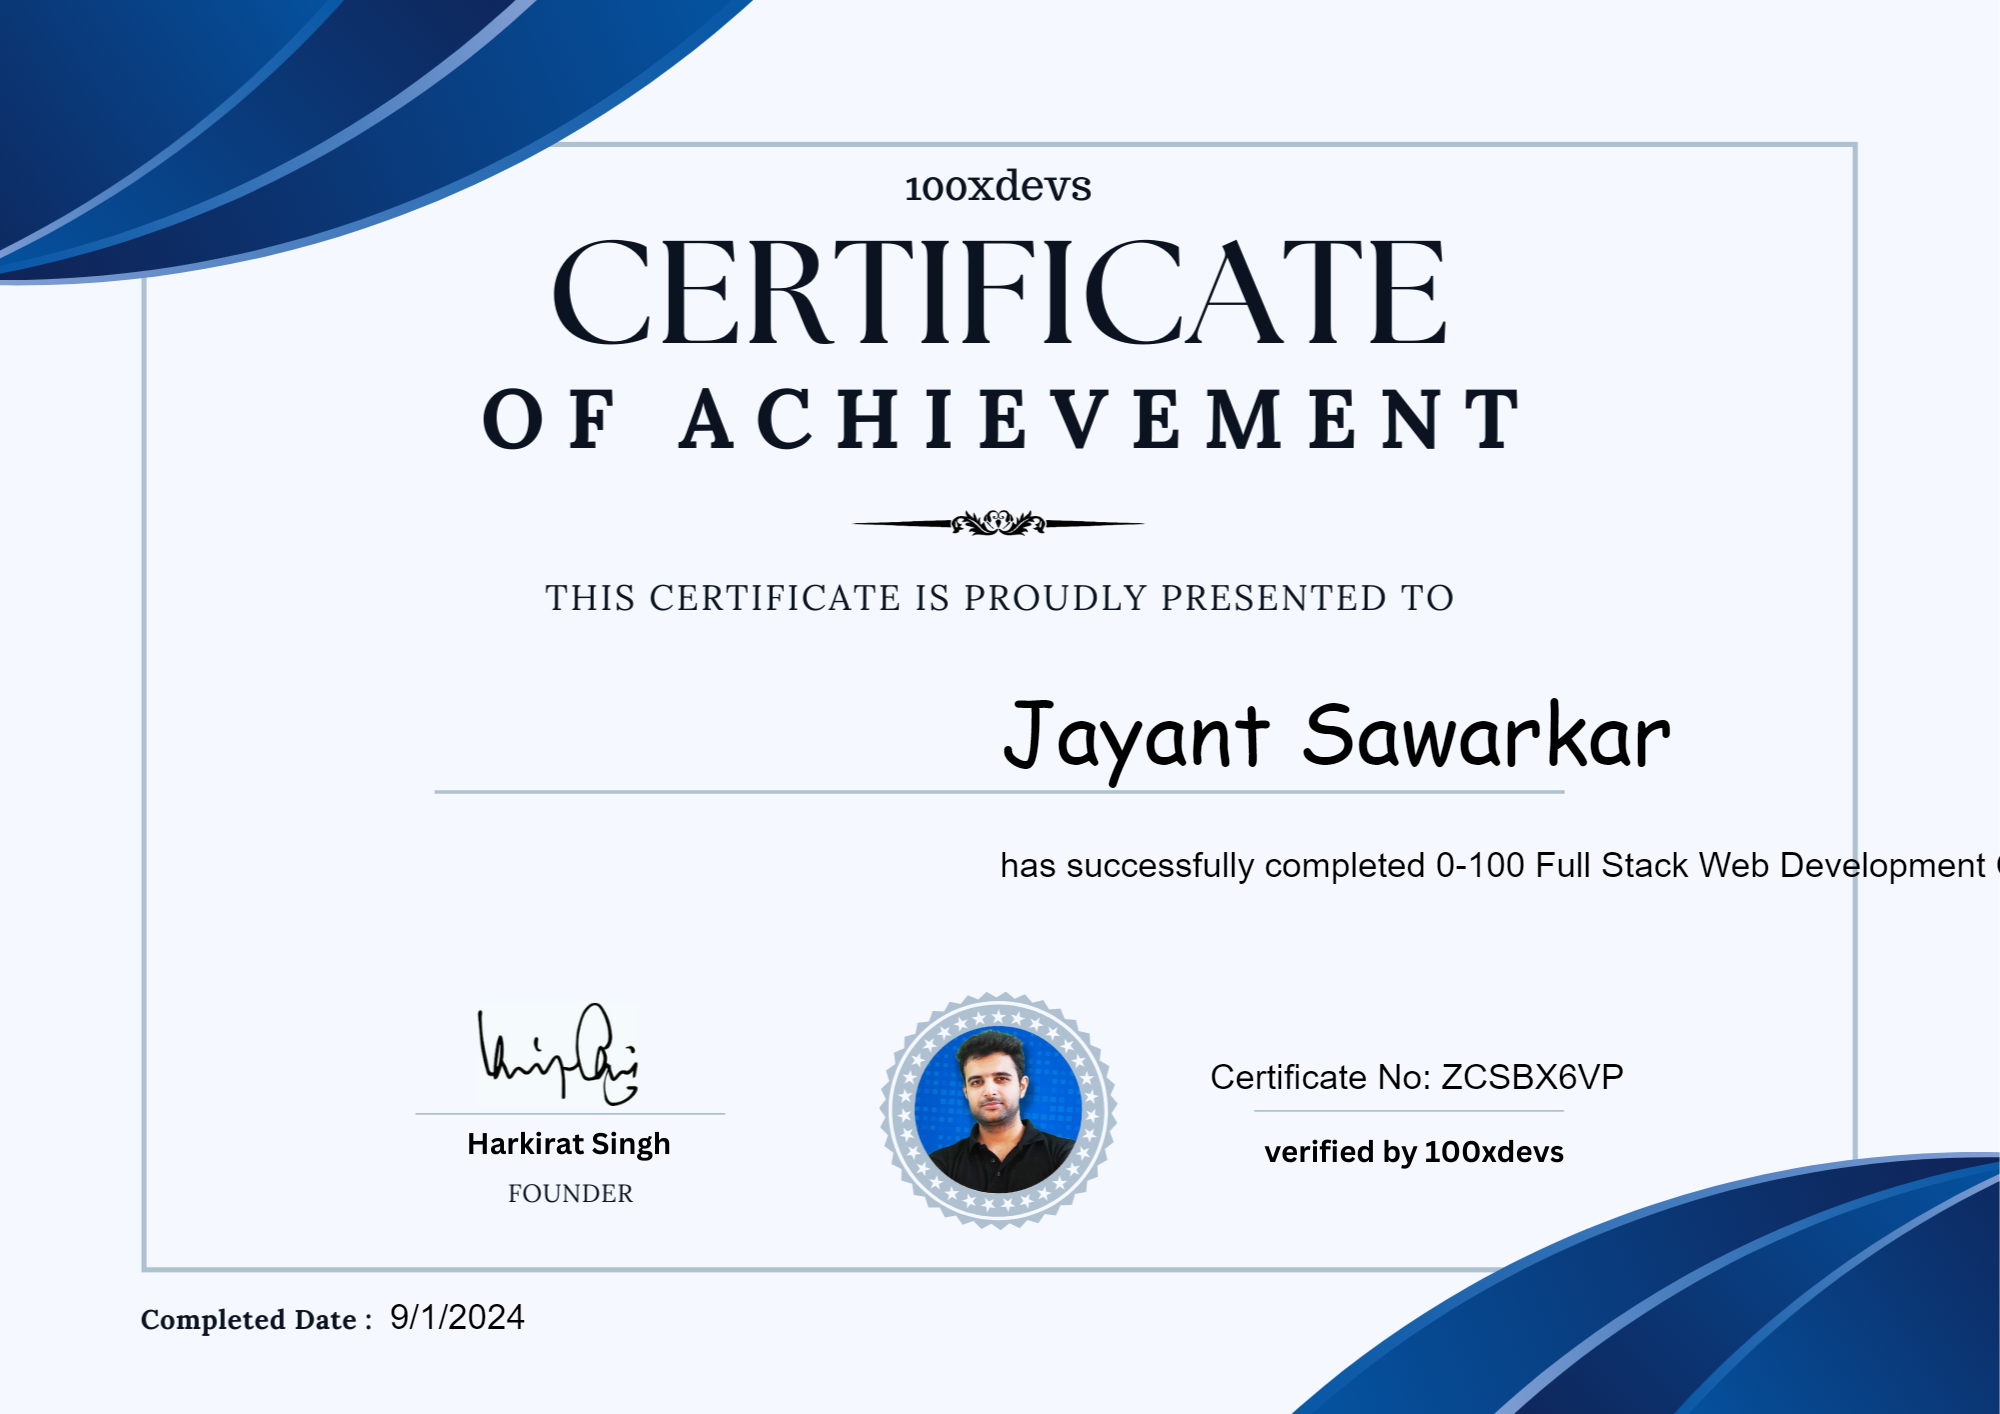 100xdevs
CERTIFICATE
OF ACHIEVEMENT
THIS CERTIFICATE IS PROUDLY PRESENTED TO
Jayant Sawarkar
has successfully completed 0-100 Full Stack Web Development
Certificate No: ZCSBX6VP
Harkirat Singh
verified by 100xdevs
FOUNDER
Completed Date : 9/1/2024